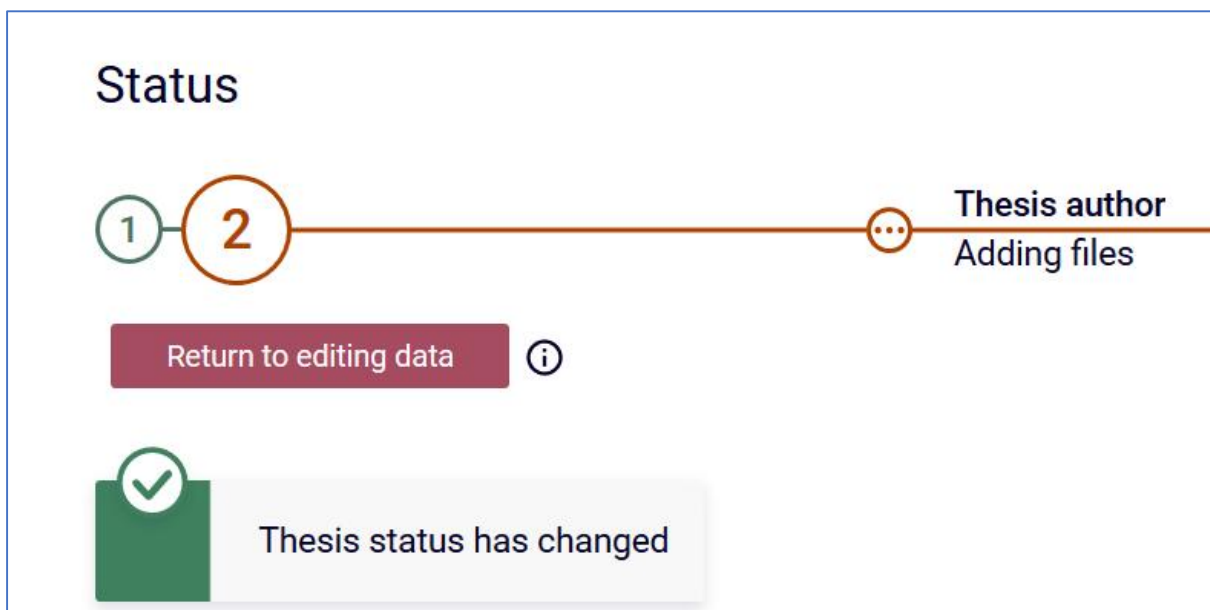 Status
1
2
Thesis author
Adding files
Return to editing data
Thesis status has changed